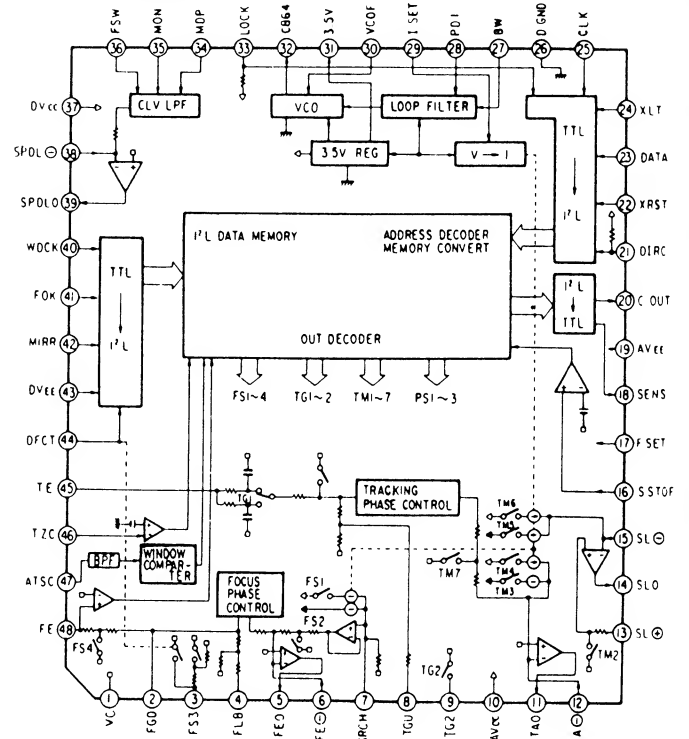 FSW
MON
MDP
LOCK
C864
3.5V
VCOF
I SET
PDI
BW
DGND
CLK
36
35
34
33
32
31
30
29
28
27
26
25
DVcc 37
CLV LPF
VCO
LOOP FILTER
3.5V REG
V → I
TTL
I²L
24 XLT
23 DATA
22 XRST
21 DIRC
SPDL ⊖ 38
SPDLO 39
WDCK 40
FOK 41
MIRR 42
DVEE 43
DFCT 44
TTL
I²L
I²L DATA MEMORY
ADDRESS DECODER
MEMORY CONVERT
OUT DECODER
I²L
TTL
20 C OUT
19 AVEE
18 SENS
17 F SET
16 SSTOF
FS1~4
TG1~2
TM1~7
PS1~3
TE 45
TG1
TRACKING
PHASE CONTROL
TM6
TM5
TM4
TM3
TM7
15 SL⊖
14 SLO
13 SL⊕
TM2
TZC 46
ATSC 47
BPF
WINDOW
COMPAR-
TER
FOCUS
PHASE
CONTROL
FS1
FS2
FE 48
FS4
TG2
1
2
3
4
5
6
7
8
9
10
11
12
VC
FGD
FS3
FLB
FEO
FE⊖
SRCH
TGU
TG2
AVcc
TAO
A⊖